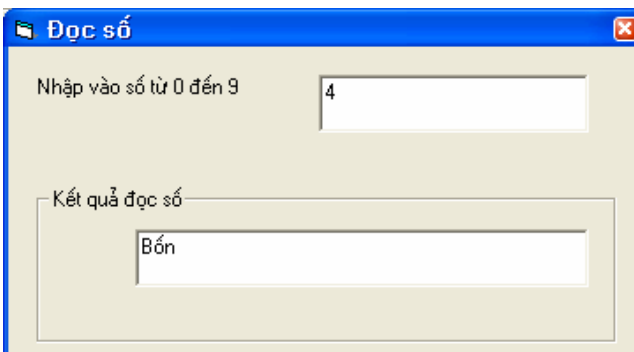 Đọc số
Nhập vào số từ 0 đến 9
4
Kết quả đọc số
Bốn